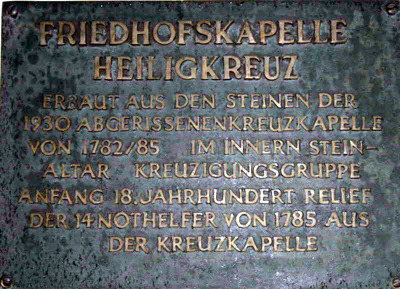 FRIEDHOFSKAPELLE
HEILIGKREUZ
ERBAUT AUS DEN STEINEN DER
1930 ABGERISSENENKREUZKAPELLE
VON 1782/85 IM INNERN STEIN-
ALTAR KREUZIGUNGSGRUPPE
ANFANG 18. JAHRHUNDERT RELIEF
DER 14 NOTHELFER VON 1785 AUS
DER KREUZKAPELLE